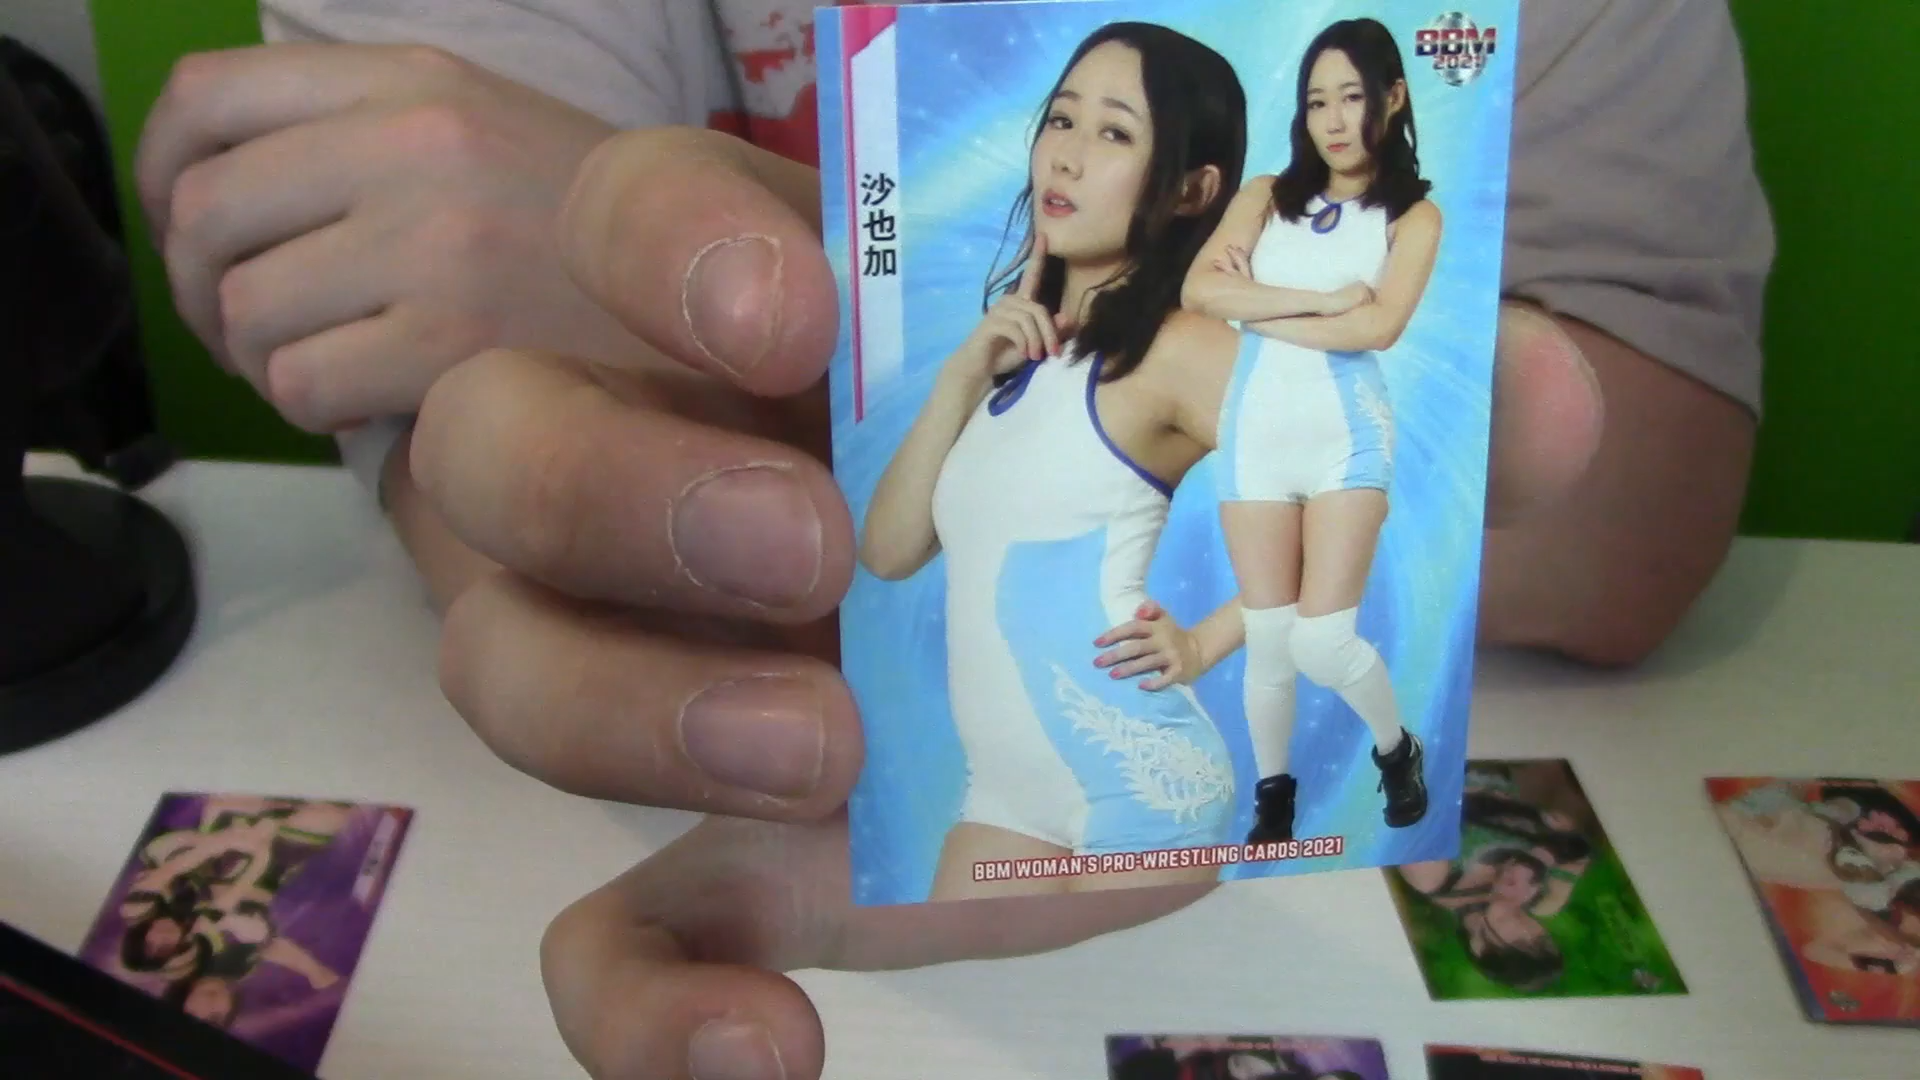 沙也加
BBM
2021
BBM WOMAN'S PRO-WRESTLING CARDS 2021